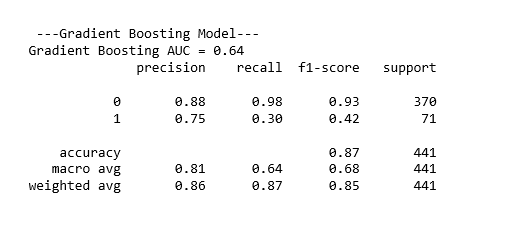 ---Gradient Boosting Model---
Gradient Boosting AUC = 0.64
precision recall f1-score support
0 0.88 0.98 0.93 370
1 0.75 0.30 0.42 71
accuracy 0.87 441
macro avg 0.81 0.64 0.68 441
weighted avg 0.86 0.87 0.85 441